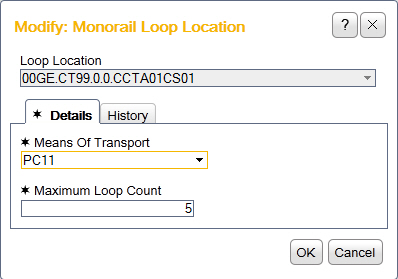 Modify: Monorail Loop Location
?
Loop Location
00GE.CT99.0.0.CCTA01CS01
✶ Details History
✶ Means Of Transport
PC11
✶ Maximum Loop Count
5
OK Cancel